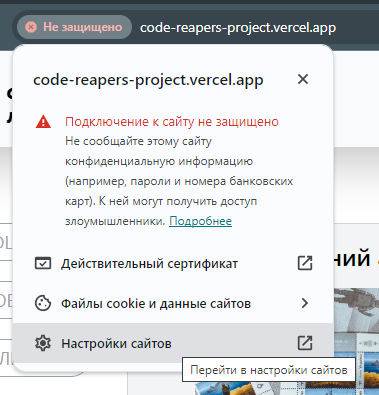 Не защищено code-reapers-project.vercel.app
code-reapers-project.vercel.app
Подключение к сайту не защищено
Не сообщайте этому сайту
конфиденциальную информацию
(например, пароли и номера банковских
карт). К ней могут получить доступ
злоумышленники. Подробнее
Действительный сертификат
Файлы cookie и данные сайтов
ний
Настройки сайтов
Перейти в настройки сайтов